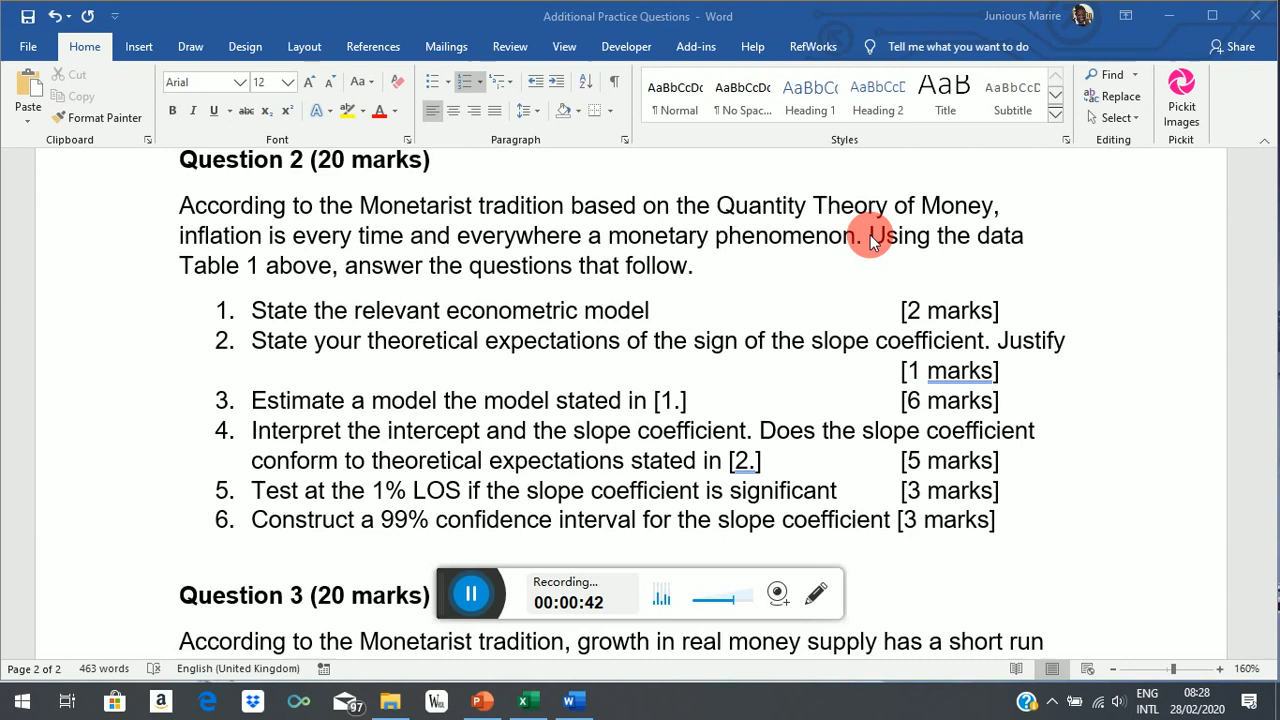 Additional Practice Questions - Word
Juniours Marire
File Home Insert Draw Design Layout References Mailings Review View Developer Add-ins Help RefWorks Tell me what you want to do Share
Paste
Cut
Copy
Format Painter
Clipboard
Arial 12
Aa
B I U abc x2 x2 A ab A
Font
Paragraph
AaBbCcDc AaBbCcDc AaBbC AaBbCcD AaB AaBbCcD
¶ Normal ¶ No Spac... Heading 1 Heading 2 Title Subtitle
Styles
Find
Replace
Select
Editing
Pickit
Images
Pickit
Question 2 (20 marks)
According to the Monetarist tradition based on the Quantity Theory of Money,
inflation is every time and everywhere a monetary phenomenon. Using the data
Table 1 above, answer the questions that follow.
1. State the relevant econometric model [2 marks]
2. State your theoretical expectations of the sign of the slope coefficient. Justify
[1 marks]
3. Estimate a model the model stated in [1.] [6 marks]
4. Interpret the intercept and the slope coefficient. Does the slope coefficient
conform to theoretical expectations stated in [2.] [5 marks]
5. Test at the 1% LOS if the slope coefficient is significant [3 marks]
6. Construct a 99% confidence interval for the slope coefficient [3 marks]
Question 3 (20 marks)
Recording...
00:00:42
According to the Monetarist tradition, growth in real money supply has a short run
Page 2 of 2 463 words English (United Kingdom) 160%
97
ENG
INTL
08:28
28/02/2020